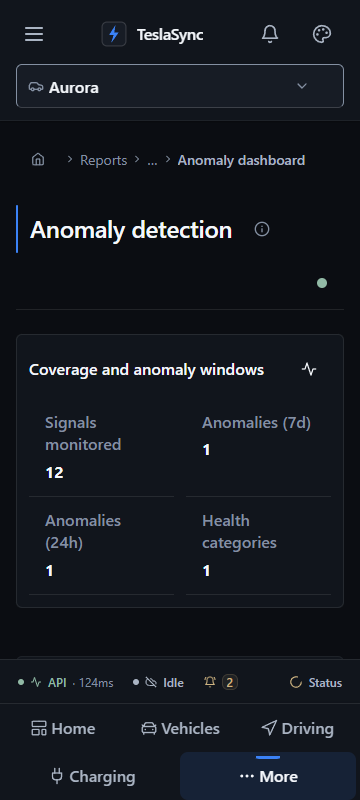 TeslaSync
Aurora
Reports ... Anomaly dashboard
Anomaly detection
Coverage and anomaly windows
Signals monitored
12
Anomalies (7d)
1
Anomalies (24h)
1
Health categories
1
API · 124ms Idle 2 Status
Home Vehicles Driving
Charging More